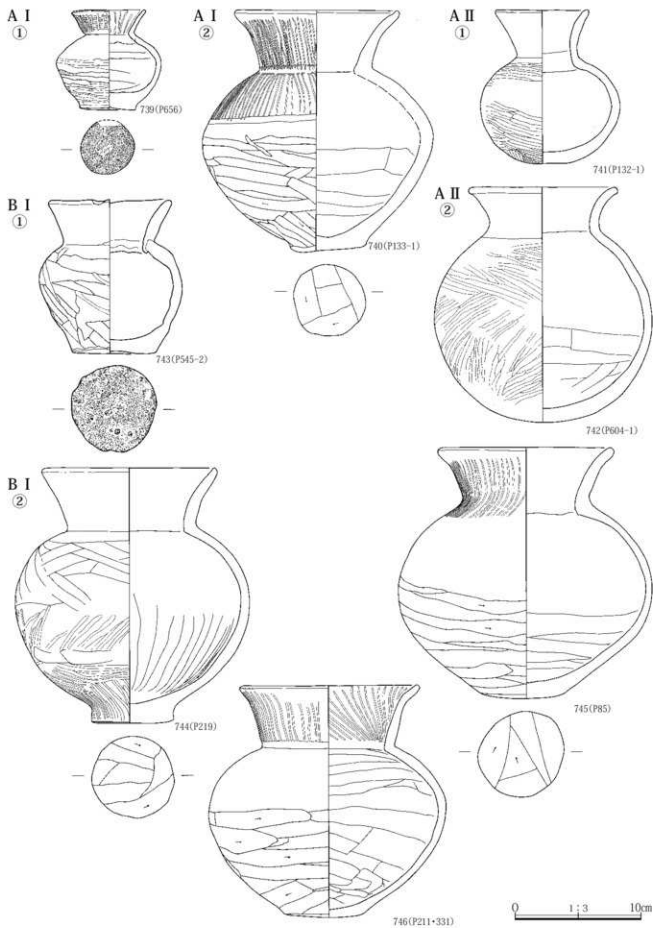 A Ⅰ
①
739(P656)
A Ⅰ
②
740(P133-1)
A Ⅱ
①
741(P132-1)
A Ⅱ
②
742(P604-1)
B Ⅰ
①
743(P545-2)
B Ⅰ
②
744(P219)
745(P85)
746(P211・331)
0 1:3 10cm